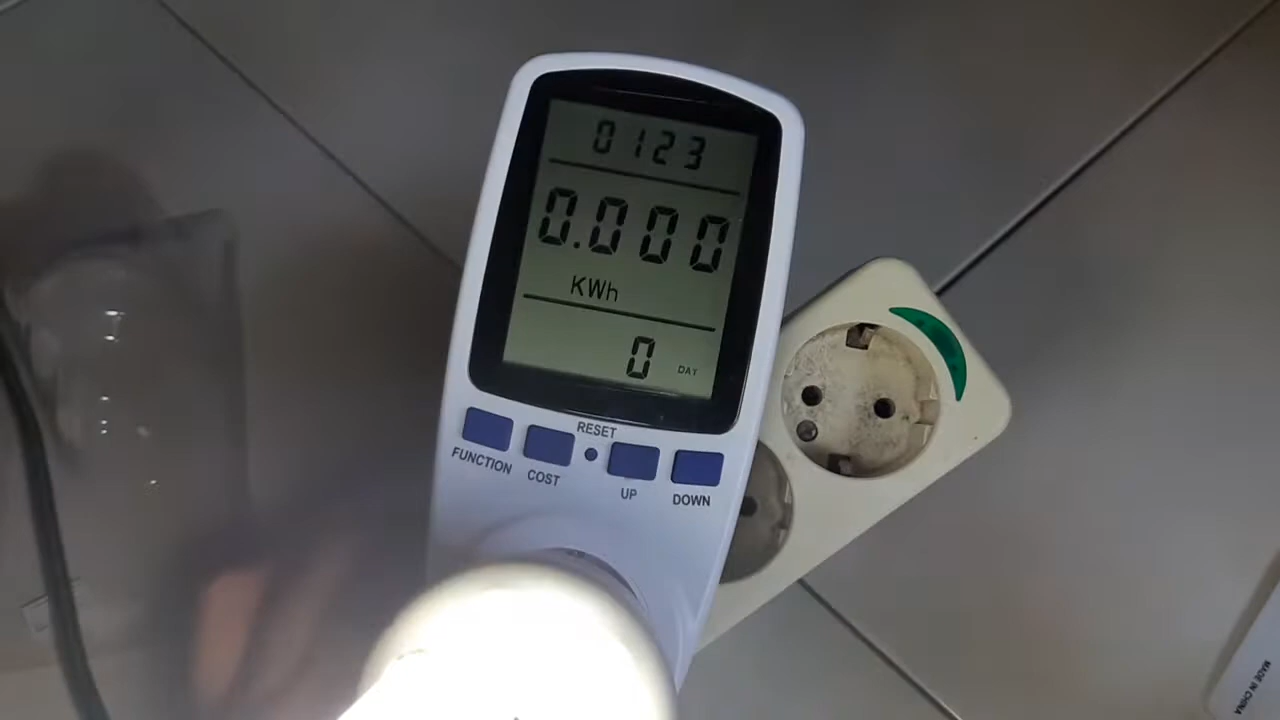 0123
0.000
KWh
0 DAY
RESET
FUNCTION COST UP DOWN
MADE IN CHINA